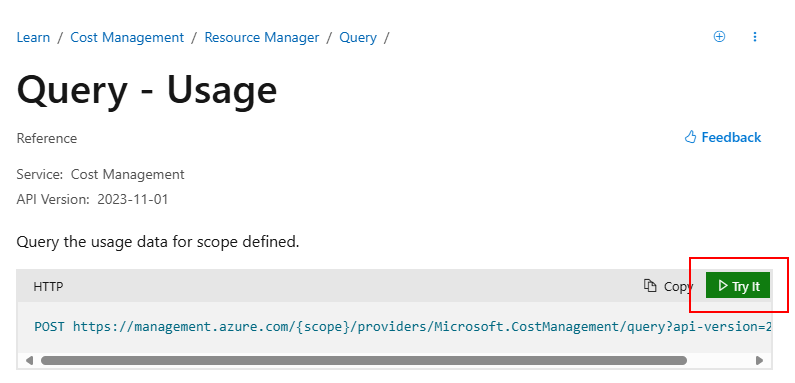 Learn / Cost Management / Resource Manager / Query /
Query - Usage
Reference
Feedback
Service: Cost Management
API Version: 2023-11-01
Query the usage data for scope defined.
HTTP Copy Try It
POST https://management.azure.com/{scope}/providers/Microsoft.CostManagement/query?api-version=2